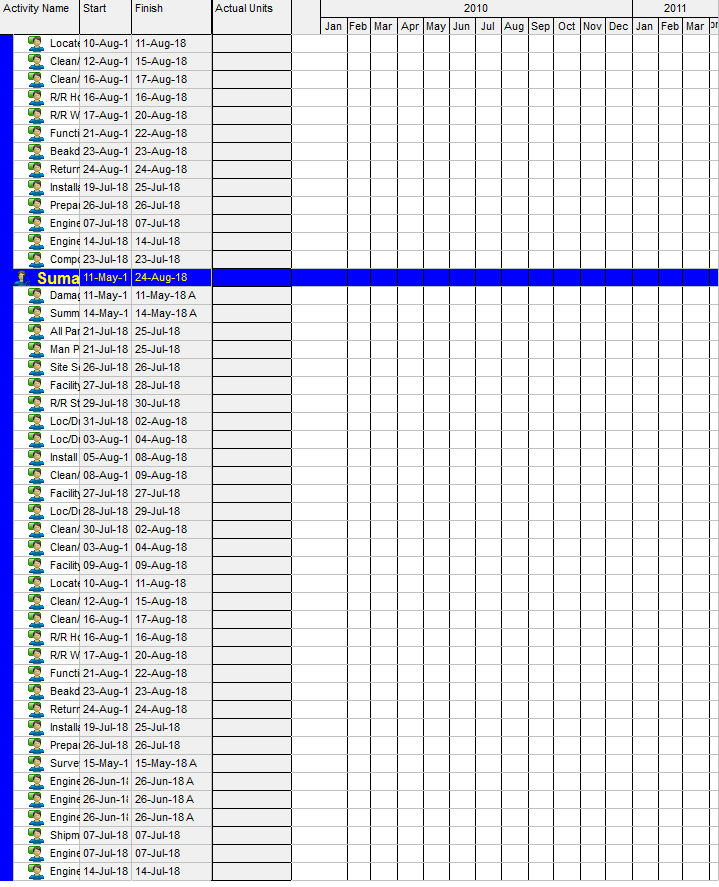 Activity Name Start Finish Actual Units 2010 2011
Jan Feb Mar Apr May Jun Jul Aug Sep Oct Nov Dec Jan Feb Mar
Locate 10-Aug-1 11-Aug-18
Clean/ 12-Aug-1 15-Aug-18
Clean/ 16-Aug-1 17-Aug-18
R/R Ho 16-Aug-1 16-Aug-18
R/R W 17-Aug-1 20-Aug-18
Functi 21-Aug-1 22-Aug-18
Beakd 23-Aug-1 23-Aug-18
Return 24-Aug-1 24-Aug-18
Installa 19-Jul-18 25-Jul-18
Prepar 26-Jul-18 26-Jul-18
Engine 07-Jul-18 07-Jul-18
Engine 14-Jul-18 14-Jul-18
Compo 23-Jul-18 23-Jul-18
Suma 11-May-1 24-Aug-18
Damag 11-May-1 11-May-18 A
Summ 14-May-1 14-May-18 A
All Par 21-Jul-18 25-Jul-18
Man P 21-Jul-18 25-Jul-18
Site Se 26-Jul-18 26-Jul-18
Facility 27-Jul-18 28-Jul-18
R/R St 29-Jul-18 30-Jul-18
Loc/Dr 31-Jul-18 02-Aug-18
Loc/Dr 03-Aug-1 04-Aug-18
Install 05-Aug-1 08-Aug-18
Clean/ 08-Aug-1 09-Aug-18
Facility 27-Jul-18 27-Jul-18
Loc/Dr 28-Jul-18 29-Jul-18
Clean/ 30-Jul-18 02-Aug-18
Clean/ 03-Aug-1 04-Aug-18
Facility 09-Aug-1 09-Aug-18
Locate 10-Aug-1 11-Aug-18
Clean/ 12-Aug-1 15-Aug-18
Clean/ 16-Aug-1 17-Aug-18
R/R Ho 16-Aug-1 16-Aug-18
R/R W 17-Aug-1 20-Aug-18
Functi 21-Aug-1 22-Aug-18
Beakd 23-Aug-1 23-Aug-18
Return 24-Aug-1 24-Aug-18
Installa 19-Jul-18 25-Jul-18
Prepar 26-Jul-18 26-Jul-18
Surve 15-May-1 15-May-18 A
Engine 26-Jun-18 26-Jun-18 A
Engine 26-Jun-18 26-Jun-18 A
Engine 26-Jun-18 26-Jun-18 A
Shipm 07-Jul-18 07-Jul-18
Engine 07-Jul-18 07-Jul-18
Engine 14-Jul-18 14-Jul-18